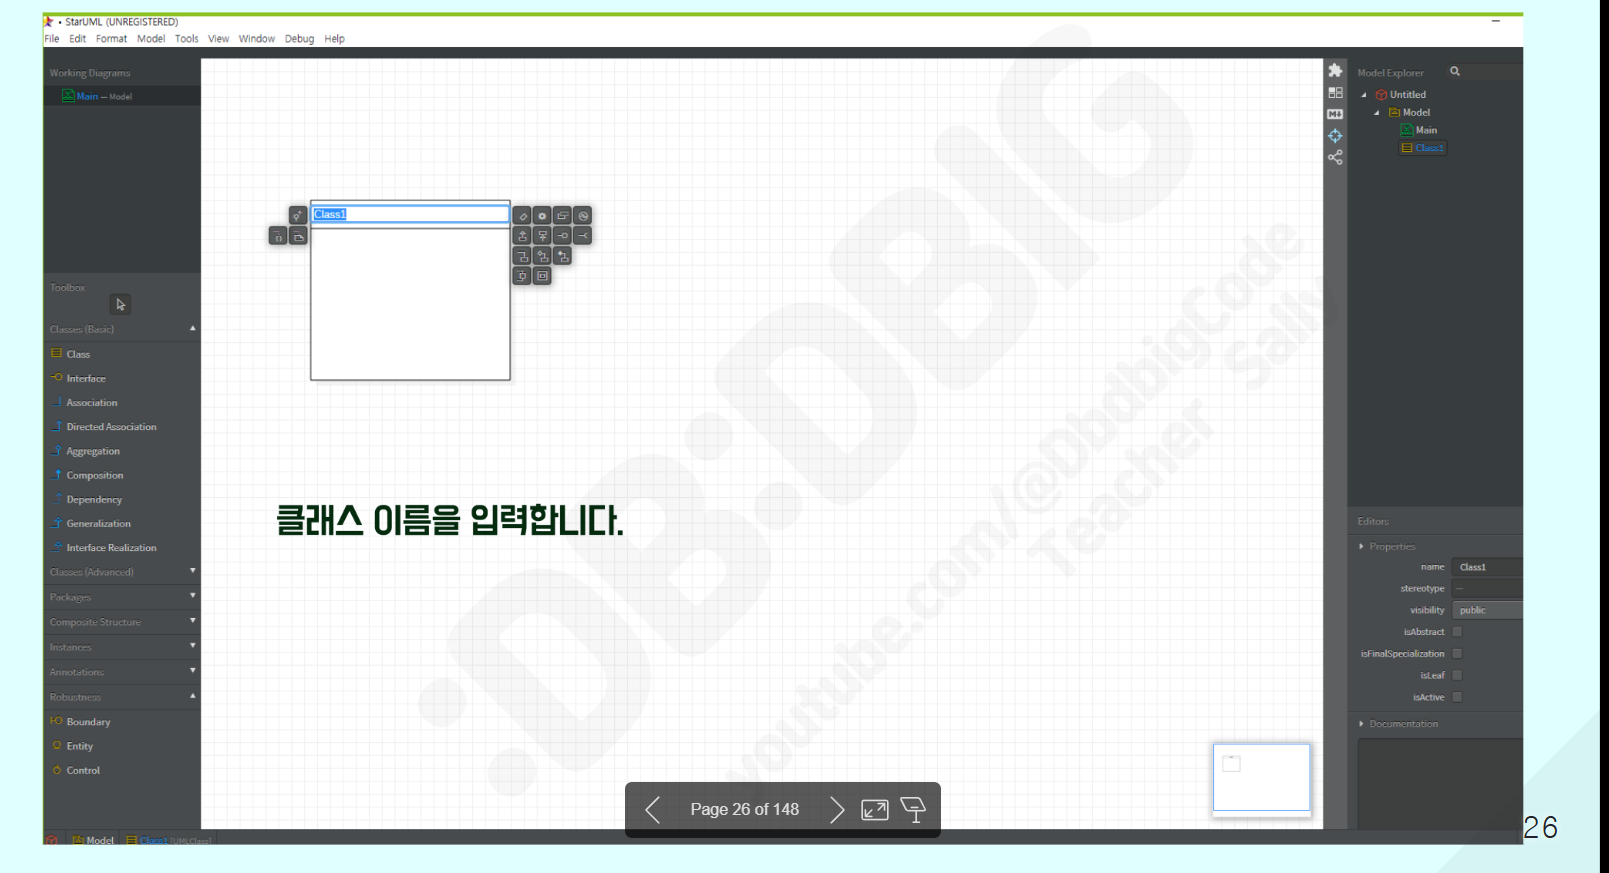 StarUML (UNREGISTERED)
File Edit Format Model Tools View Window Debug Help
Working Diagrams
Main — Model
Toolbox
Classes (Basic)
Class
Interface
Association
Directed Association
Aggregation
Composition
Dependency
Generalization
Interface Realization
Classes (Advanced)
Packages
Composite Structure
Instances
Annotations
Robustness
Boundary
Entity
Control
Model Class1 [UMLClass]
Class1
클래스 이름을 입력합니다.
DBiDBIG
youtube.com/@DbdbigCode
Teacher Sally
Page 26 of 148
Model Explorer
Untitled
Model
Main
Class1
Editors
Properties
name Class1
stereotype —
visibility public
isAbstract
isFinalSpecialization
isLeaf
isActive
Documentation
26